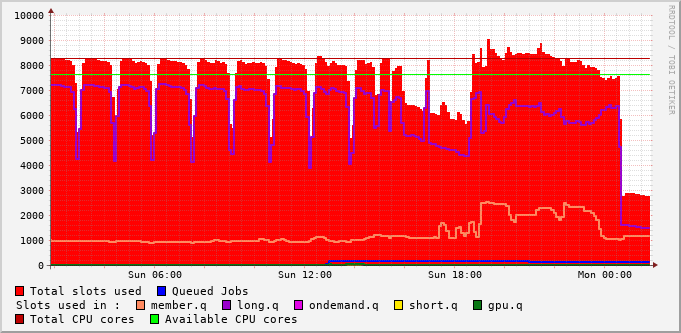 10000
9000
8000
7000
6000
5000
4000
3000
2000
1000
0
Sun 06:00 Sun 12:00 Sun 18:00 Mon 00:00
RRDTOOL / TOBI OETIKER
Total slots used Queued Jobs
Slots used in : member.q long.q ondemand.q short.q gpu.q
Total CPU cores Available CPU cores